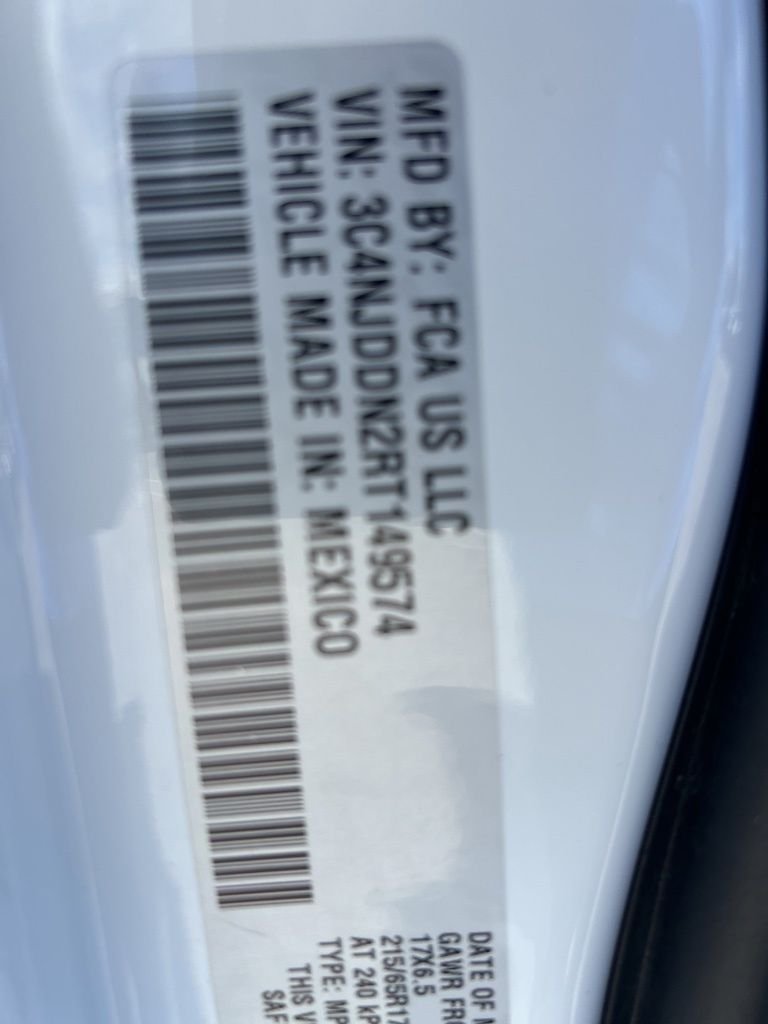 MFD BY: FCA US LLC
VIN: 3C4NJDDN2RT149574
VEHICLE MADE IN: MEXICO
DATE OF M
GAWR FRO
17X6.5
215/65R17
AT 240 kP
TYPE: MP
THIS V
SAF